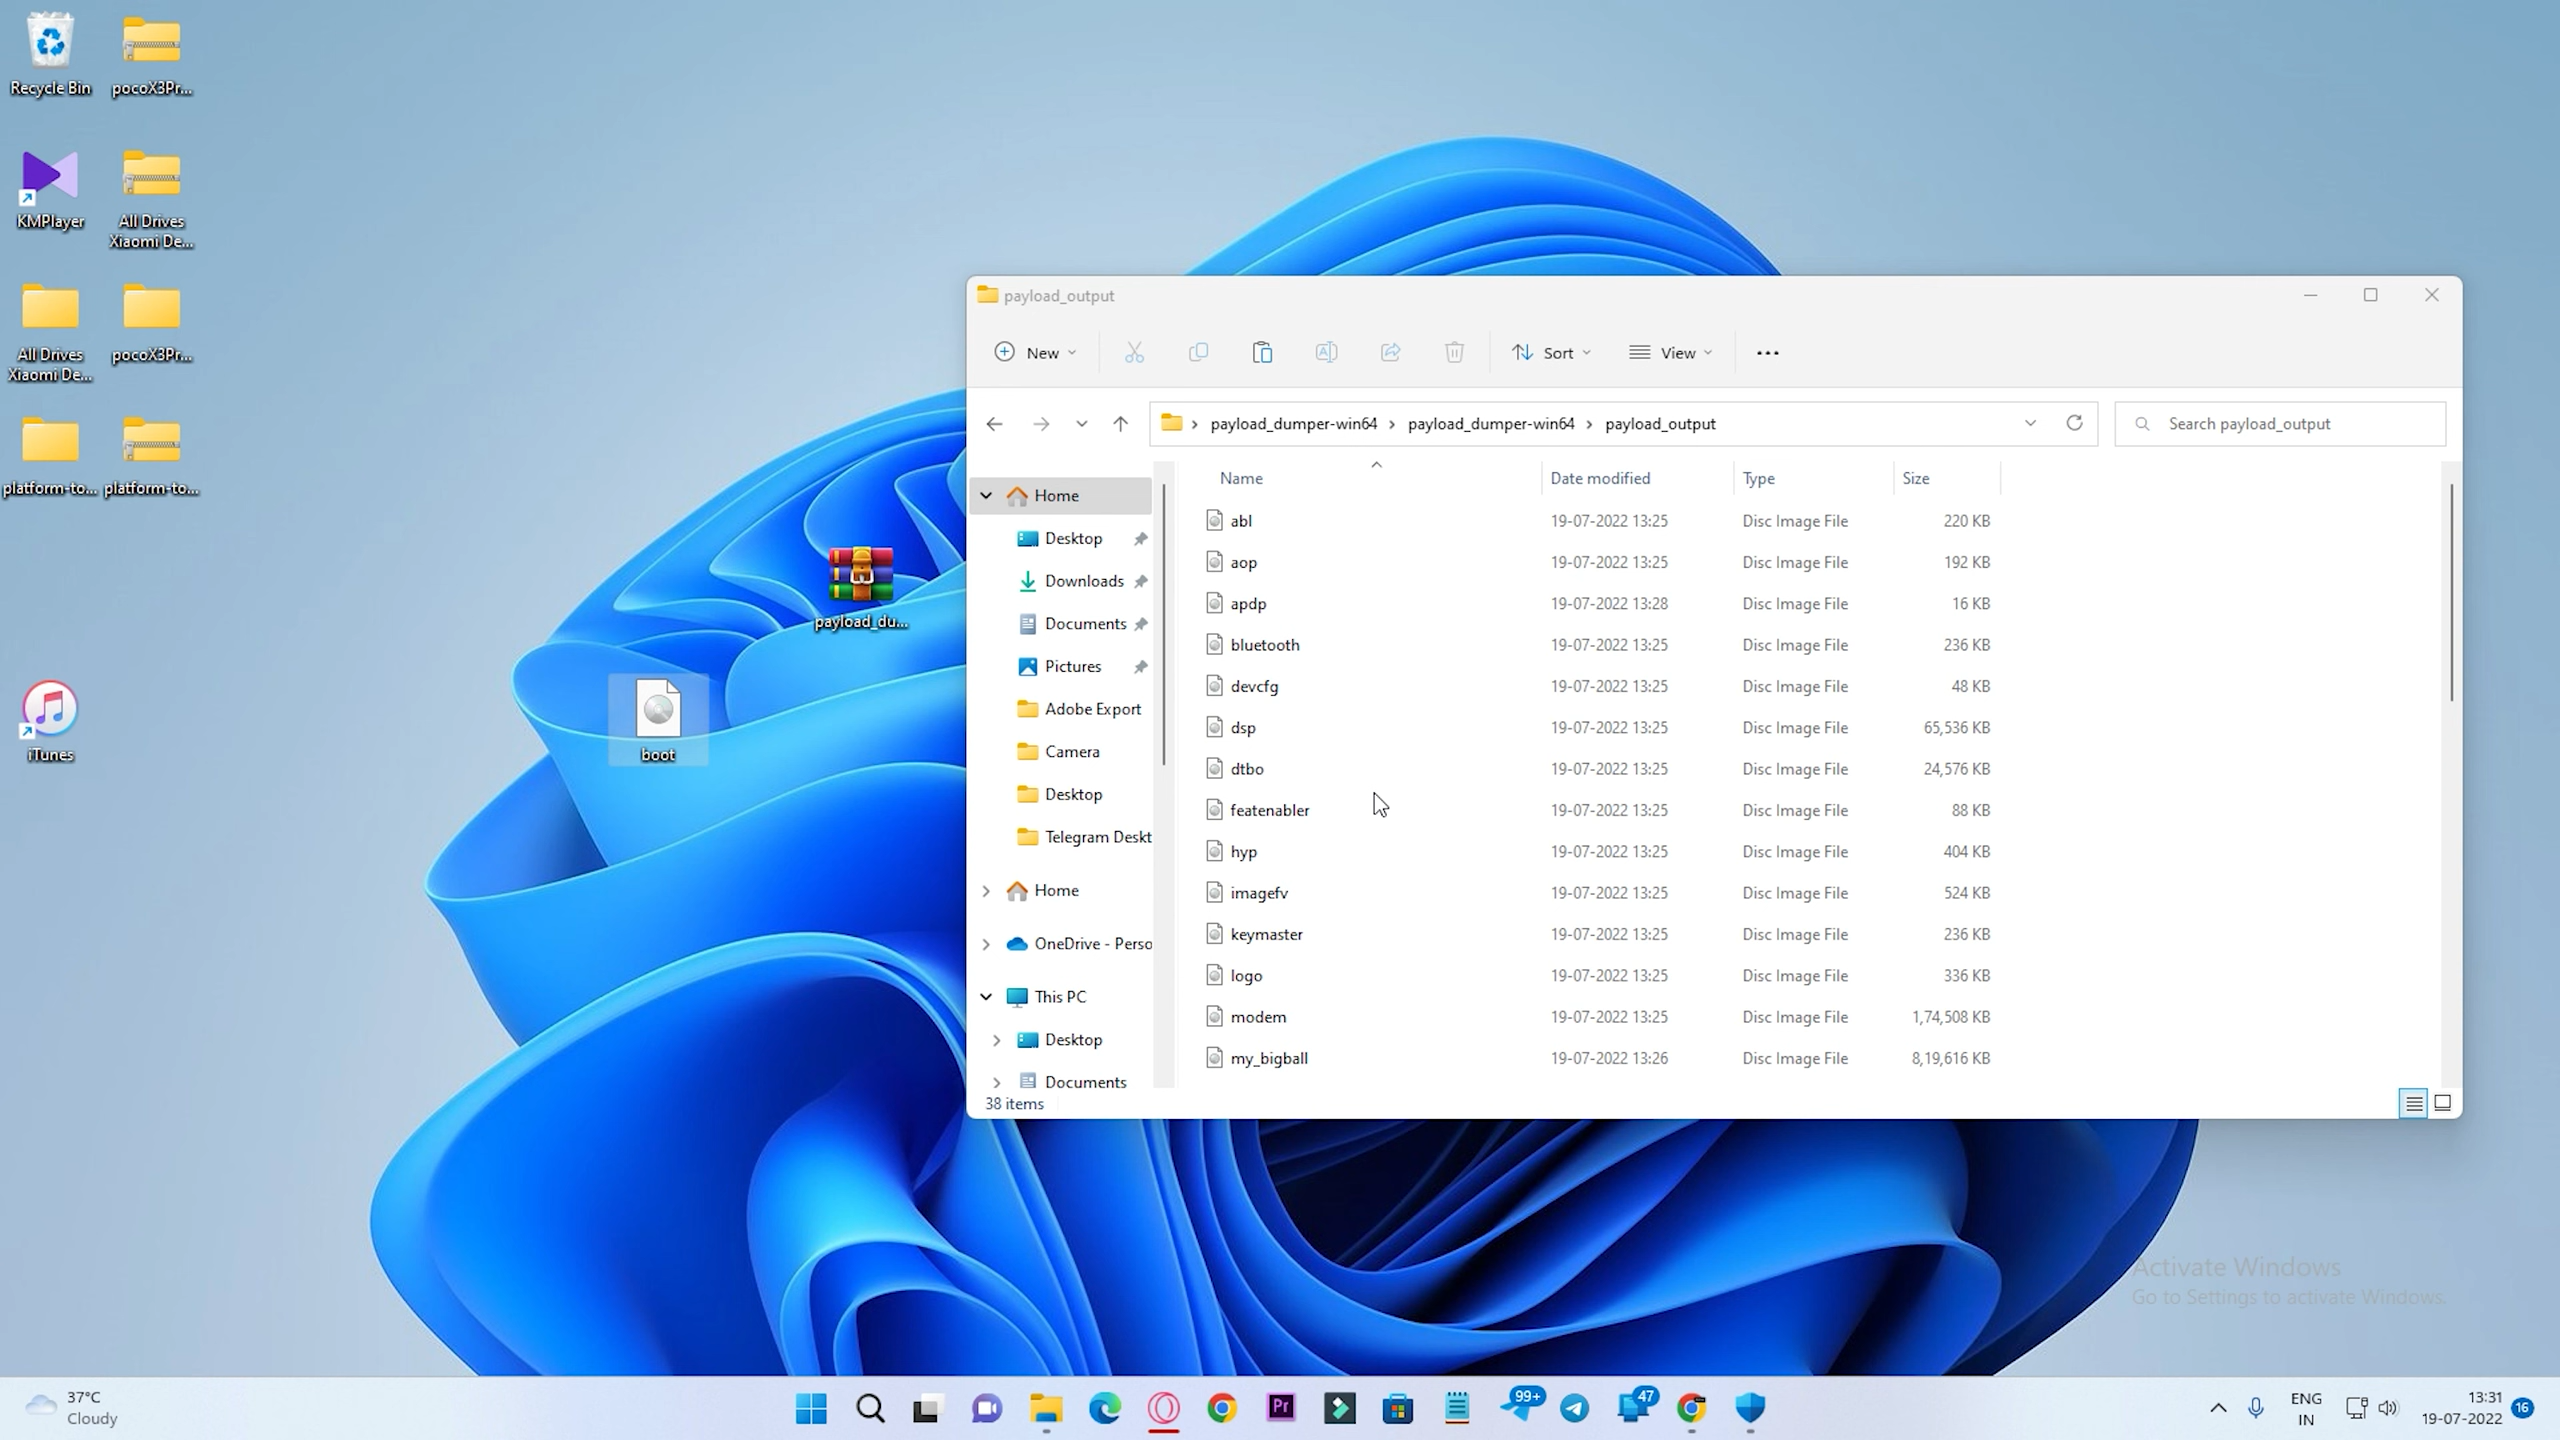 Recycle Bin
pocoX3Pr...
KMPlayer
All Drives
Xiaomi De...
All Drives
Xiaomi De...
pocoX3Pr...
platform-to...
platform-to...
iTunes
payload_du...
boot
payload_output
New
Sort
View
payload_dumper-win64 payload_dumper-win64 payload_output
Search payload_output
Home
Desktop
Downloads
Documents
Pictures
Adobe Export
Camera
Desktop
Telegram Deskt
Home
OneDrive - Perso
This PC
Desktop
Documents
Name Date modified Type Size
abl 19-07-2022 13:25 Disc Image File 220 KB
aop 19-07-2022 13:25 Disc Image File 192 KB
apdp 19-07-2022 13:28 Disc Image File 16 KB
bluetooth 19-07-2022 13:25 Disc Image File 236 KB
devcfg 19-07-2022 13:25 Disc Image File 48 KB
dsp 19-07-2022 13:25 Disc Image File 65,536 KB
dtbo 19-07-2022 13:25 Disc Image File 24,576 KB
featenabler 19-07-2022 13:25 Disc Image File 88 KB
hyp 19-07-2022 13:25 Disc Image File 404 KB
imagefv 19-07-2022 13:25 Disc Image File 524 KB
keymaster 19-07-2022 13:25 Disc Image File 236 KB
logo 19-07-2022 13:25 Disc Image File 336 KB
modem 19-07-2022 13:25 Disc Image File 1,74,508 KB
my_bigball 19-07-2022 13:26 Disc Image File 8,19,616 KB
38 items
Activate Windows
Go to Settings to activate Windows.
37°C
Cloudy
Pr
99+
47
ENG
IN
13:31
19-07-2022
16